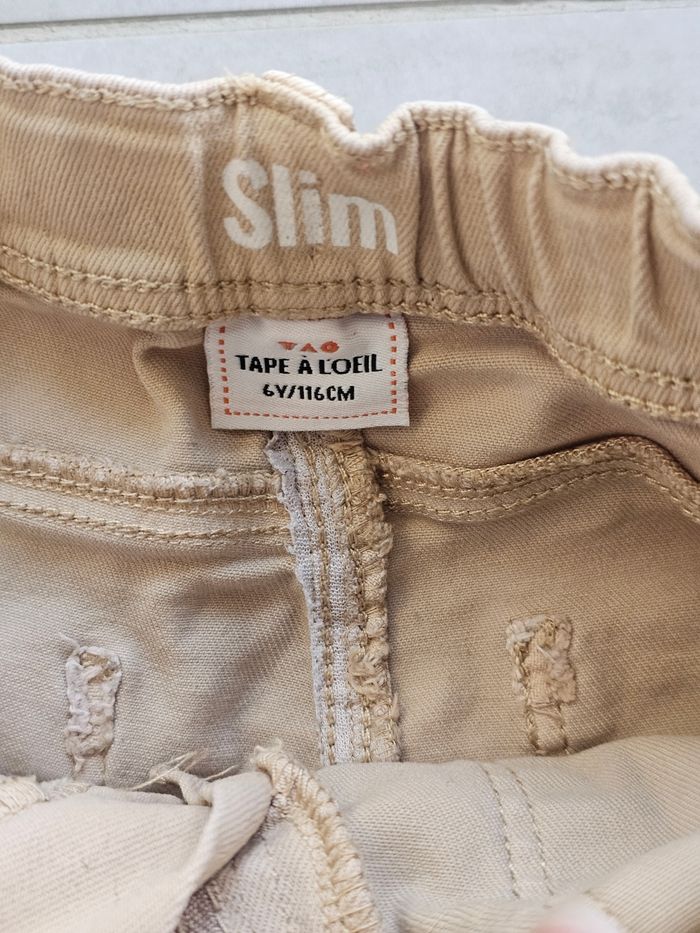 Slim
TAO
TAPE À L'OEIL
6Y/116CM